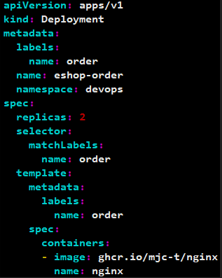 apiVersion: apps/v1
kind: Deployment
metadata:
  labels:
    name: order
  name: eshop-order
  namespace: devops
spec:
  replicas: 2
  selector:
    matchLabels:
      name: order
  template:
    metadata:
      labels:
        name: order
    spec:
      containers:
      - image: ghcr.io/mjc-t/nginx
        name: nginx